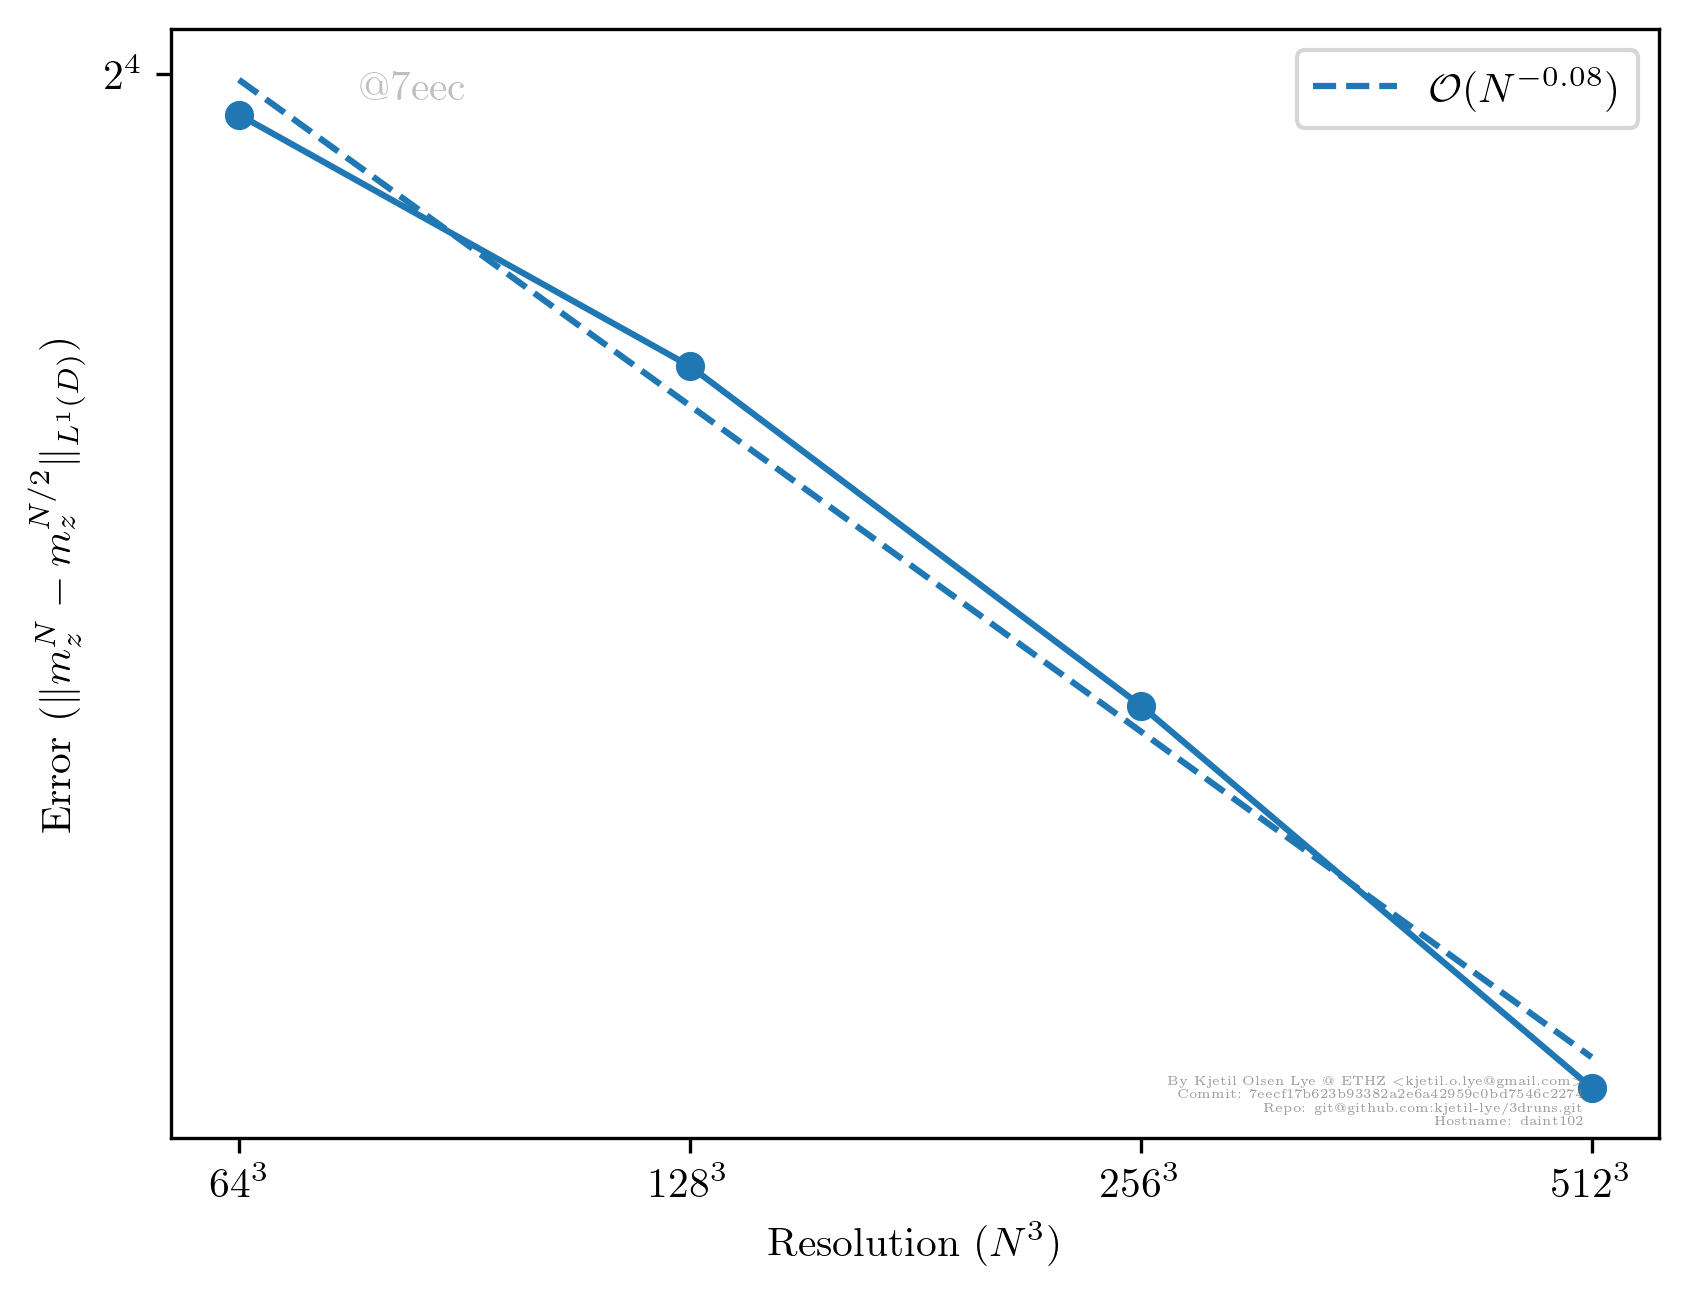 2^4
@7eec
𝒪(N^{-0.08})
Error (||m_z^N − m_z^{N/2}||_{L^1(D)})
By Kjetil Olsen Lye @ ETHZ <kjetil.o.lye@gmail.com>
Commit: 7eecf17b623b93382a2e6a42959c0bd7546c2274
Repo: git@github.com:kjetil-lye/3druns.git
Hostname: daint102
64^3 128^3 256^3 512^3
Resolution (N^3)